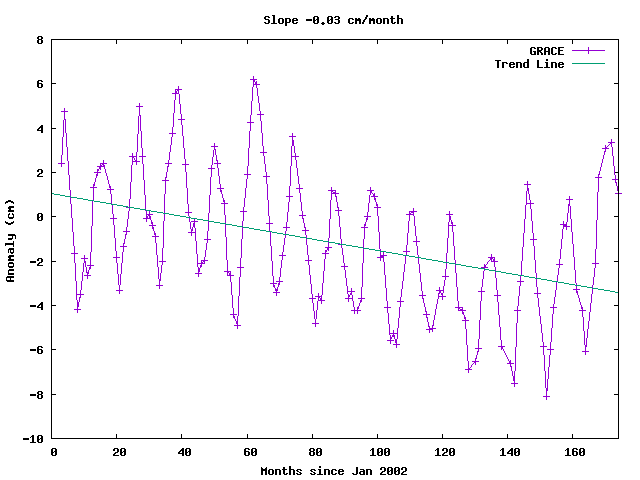 Slope -0.03 cm/month
GRACE
Trend Line
Anomaly (cm)
8
6
4
2
0
-2
-4
-6
-8
-10
0 20 40 60 80 100 120 140 160
Months since Jan 2002